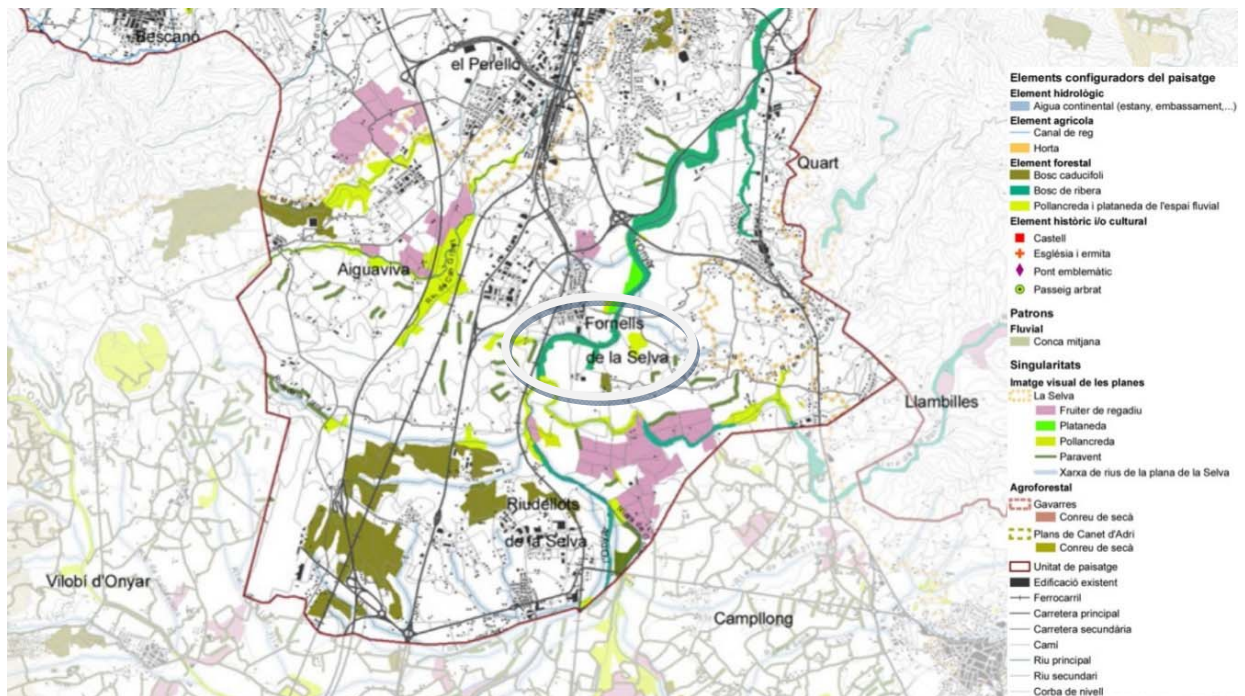 Bescanó
el Perelló
Quart
Aiguaviva
Fornells
de la Selva
Llambilles
Riudellots
de la Selva
Vilobí d'Onyar
Campllong
Elements configuradors del paisatge
Element hidrològic
Aigua continental (estany, embassament,...)
Element agrícola
Canal de reg
Horta
Element forestal
Bosc caducifoli
Bosc de ribera
Pollancreda i plataneda de l'espai fluvial
Element històric i/o cultural
Castell
Església i ermita
Pont emblemàtic
Passeig arbrat
Patrons
Fluvial
Conca mitjana
Singularitats
Imatge visual de les planes
La Selva
Fruiter de regadiu
Plataneda
Pollancreda
Paravent
Xarxa de rius de la plana de la Selva
Agroforestal
Gavarres
Conreu de secà
Plans de Canet d'Adri
Conreu de secà
Unitat de paisatge
Edificació existent
Ferrocarril
Carretera principal
Carretera secundària
Camí
Riu principal
Riu secundari
Corba de nivell